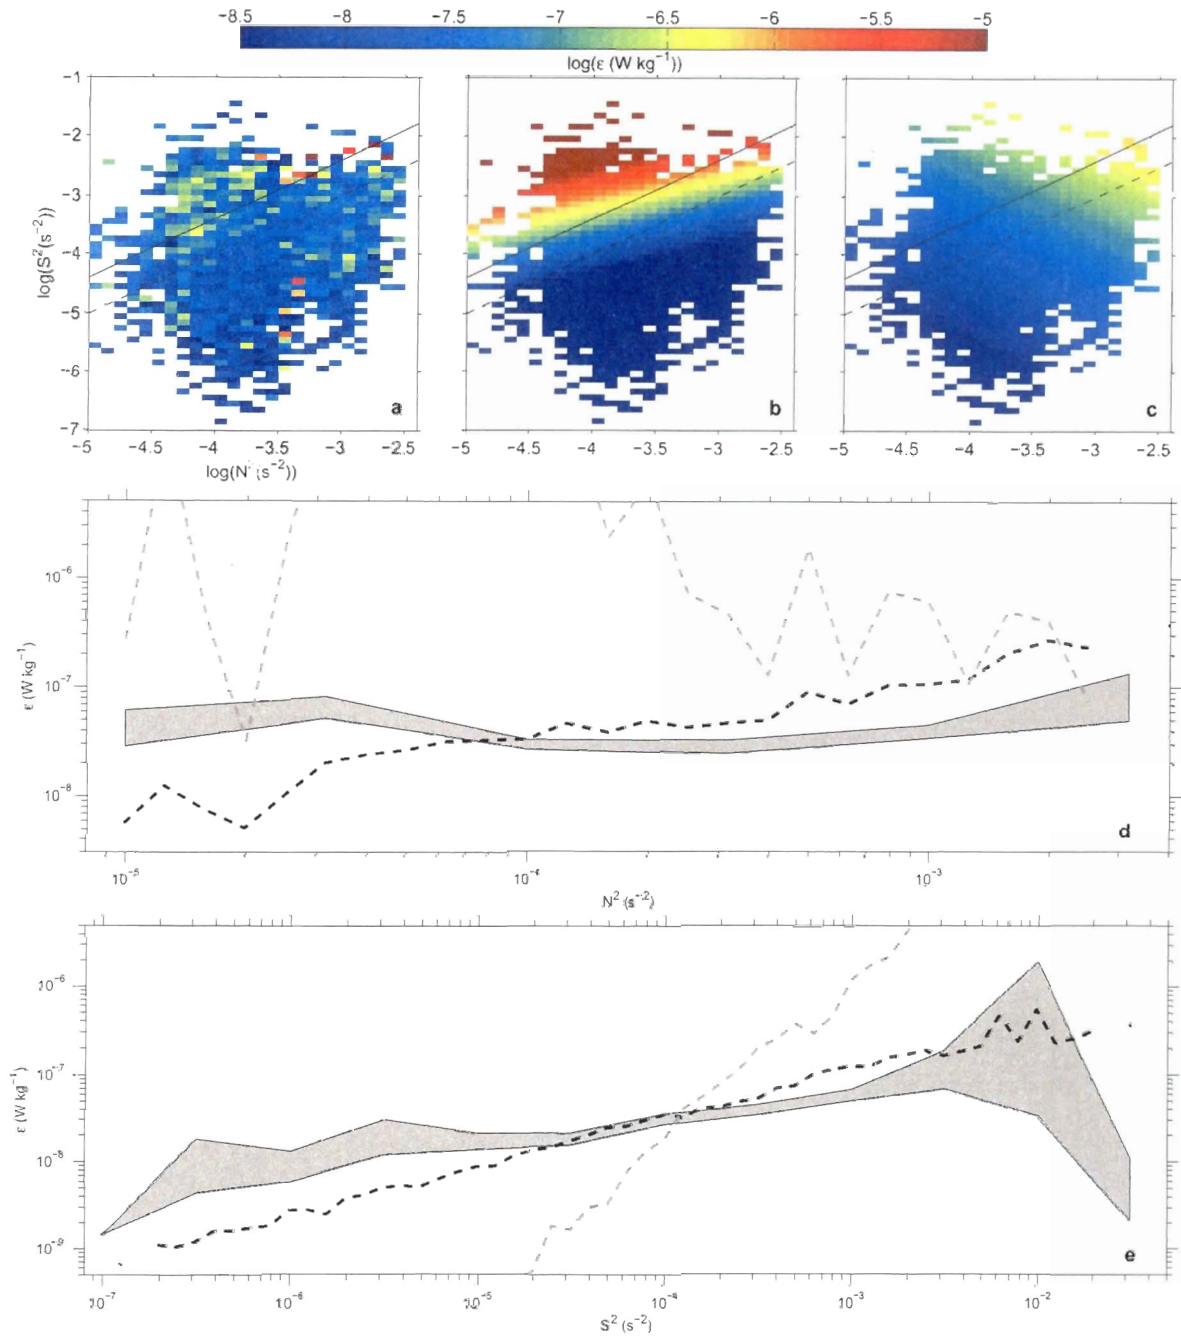 −8.5 −8 −7.5 −7 −6.5 −6 −5.5 −5
log(ε (W kg⁻¹))
−1
−2
−3
−4
−5
−6
−7
log(S²(s⁻²))
a
b
c
−5 −4.5 −4 −3.5 −3 −2.5
−5 −4.5 −4 −3.5 −3 −2.5
−5 −4.5 −4 −3.5 −3 −2.5
log(N² (s⁻²))
10⁻⁶
10⁻⁷
10⁻⁸
ε (W kg⁻¹)
d
10⁻⁵ 10⁻⁴ 10⁻³
N² (s⁻²)
10⁻⁶
10⁻⁷
10⁻⁸
10⁻⁹
ε (W kg⁻¹)
e
10⁻⁷ 10⁻⁶ 10⁻⁵ 10⁻⁴ 10⁻³ 10⁻²
S² (s⁻²)